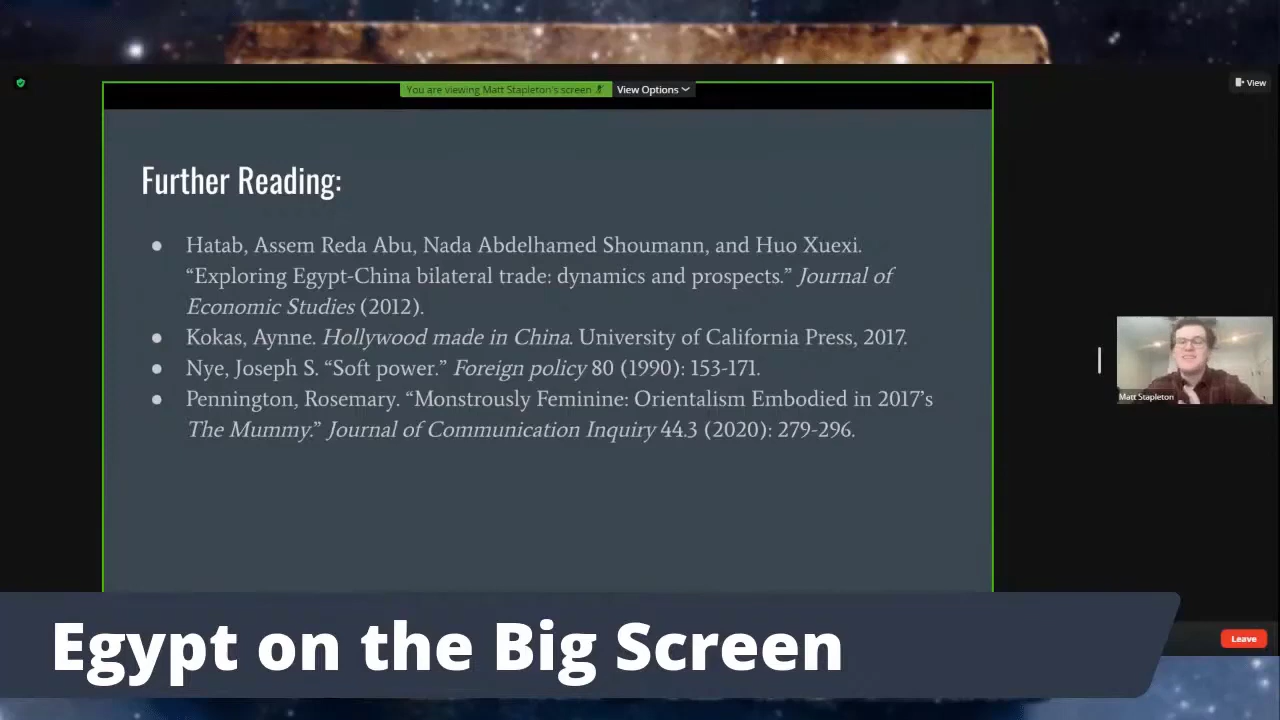 You are viewing Matt Stapleton's screen
View Options
View
Further Reading:
● Hatab, Assem Reda Abu, Nada Abdelhamed Shoumann, and Huo Xuexi.
“Exploring Egypt-China bilateral trade: dynamics and prospects.” Journal of
Economic Studies (2012).
● Kokas, Aynne. Hollywood made in China. University of California Press, 2017.
● Nye, Joseph S. “Soft power.” Foreign policy 80 (1990): 153-171.
● Pennington, Rosemary. “Monstrously Feminine: Orientalism Embodied in 2017’s
The Mummy.” Journal of Communication Inquiry 44.3 (2020): 279-296.
Matt Stapleton
Leave
Egypt on the Big Screen